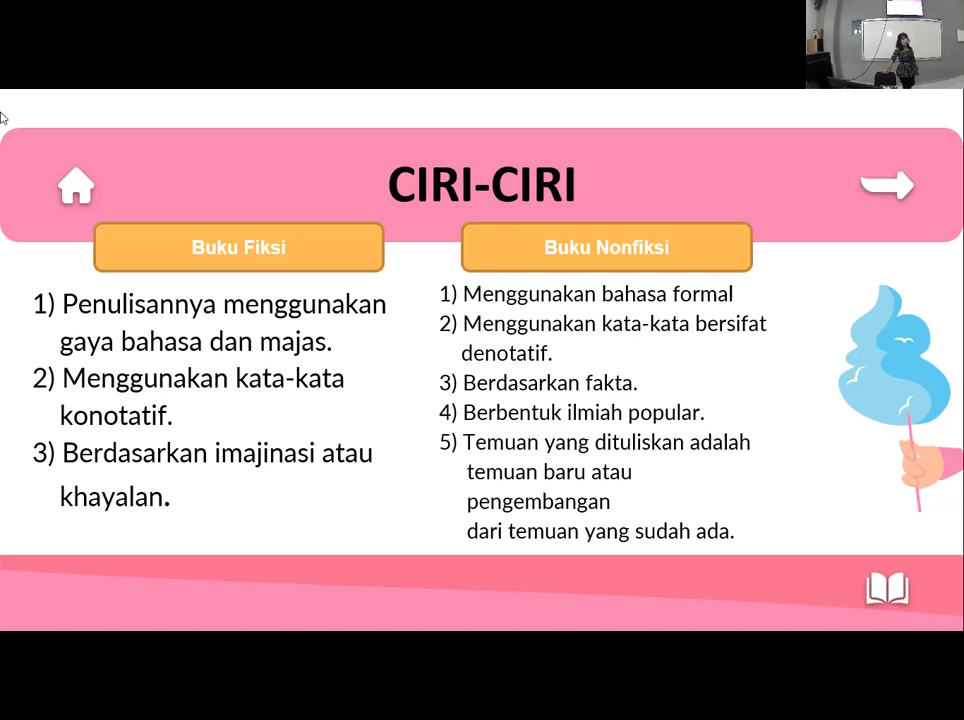 CIRI-CIRI
Buku Fiksi
1) Penulisannya menggunakan
gaya bahasa dan majas.
2) Menggunakan kata-kata
konotatif.
3) Berdasarkan imajinasi atau
khayalan.
Buku Nonfiksi
1) Menggunakan bahasa formal
2) Menggunakan kata-kata bersifat
denotatif.
3) Berdasarkan fakta.
4) Berbentuk ilmiah popular.
5) Temuan yang dituliskan adalah
temuan baru atau
pengembangan
dari temuan yang sudah ada.